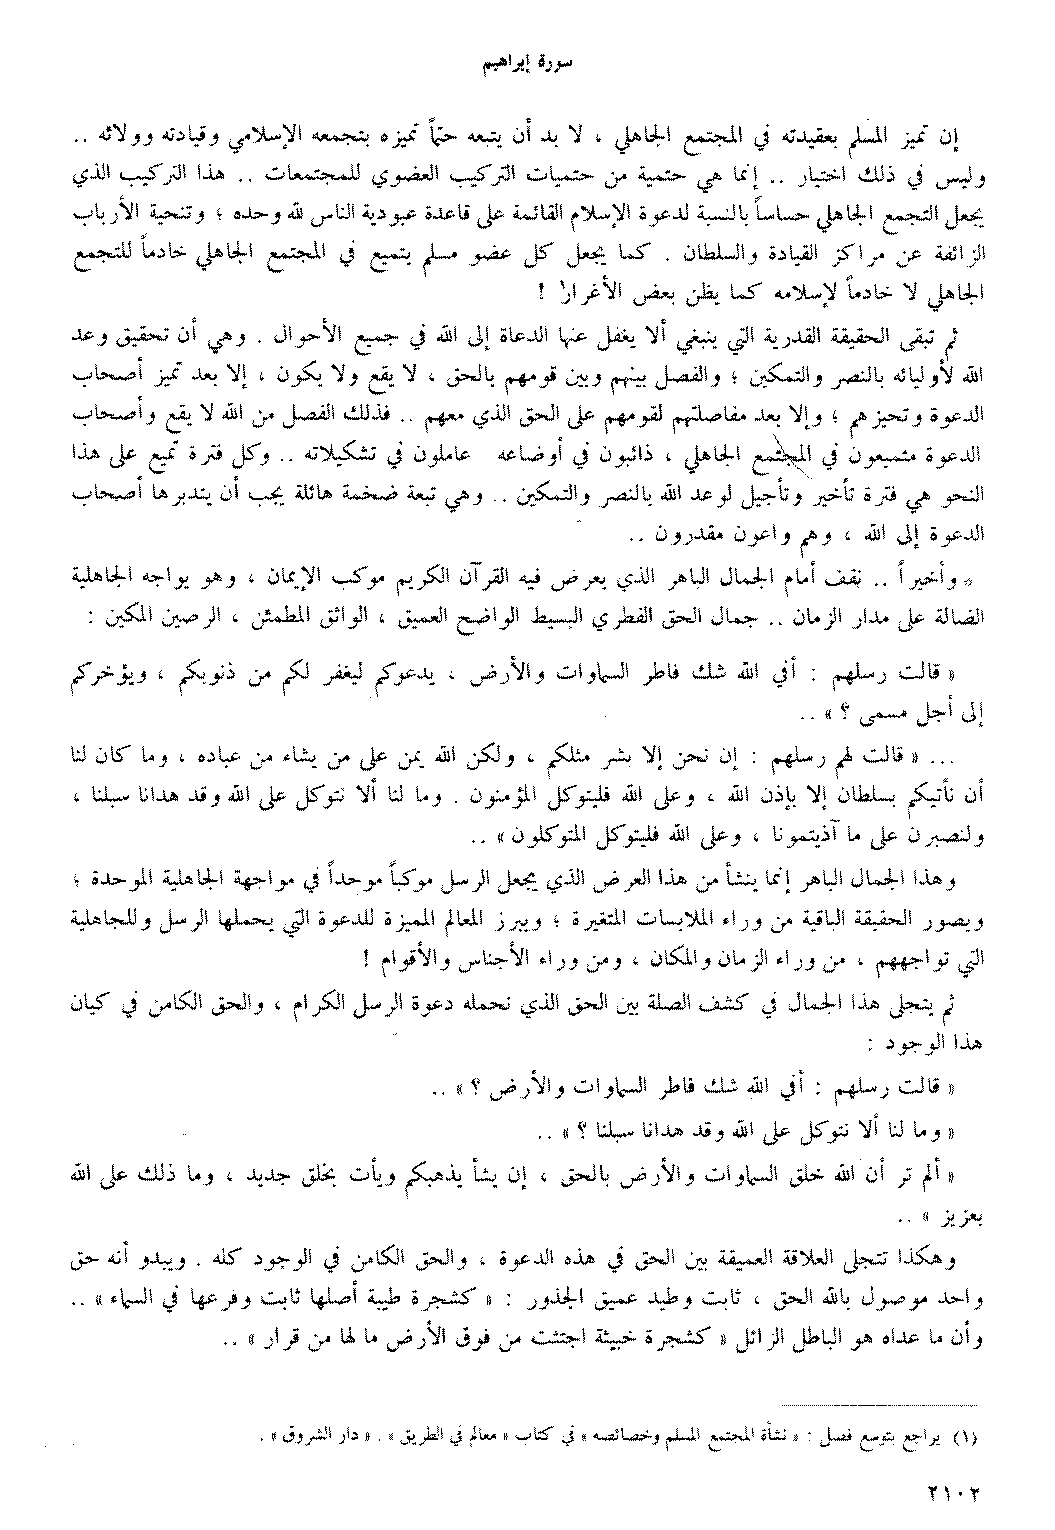 سورة إبراهيم
إن تميز المسلم بعقيدته في المجتمع الجاهلي ، لا بد أن يتبعه حتماً تميزه بتجمعه الإسلامي وقيادته وولائه ..
وليس في ذلك اختيار .. إنما هي حتمية من حتميات التركيب العضوي للمجتمعات .. هذا التركيب الذي
يجعل التجمع الجاهلي حساساً بالنسبة لدعوة الإسلام القائمة على قاعدة عبودية الناس لله وحده ؛ وتنحية الأرباب
الزائفة عن مراكز القيادة والسلطان . كما يجعل كل عضو مسلم يتميع في المجتمع الجاهلي خادماً للتجمع
الجاهلي لا خادماً لإسلامه كما يظن بعض الأغرار !
ثم تبقى الحقيقة القدرية التي ينبغي ألا يغفل عنها الدعاة إلى الله في جميع الأحوال . وهي أن تحقيق وعد
الله لأوليائه بالنصر والتمكين ؛ والفصل بينهم وبين قومهم بالحق ، لا يقع ولا يكون ، إلا بعد تميز أصحاب
الدعوة وتحيزهم ؛ وإلا بعد مفاصلتهم لقومهم على الحق الذي معهم .. فذلك الفصل من الله لا يقع وأصحاب
الدعوة متميعون في المجتمع الجاهلي ، ذائبون في أوضاعه عاملون في تشكيلاته .. وكل فترة تميع على هذا
النحو هي فترة تأخير وتأجيل لوعد الله بالنصر والتمكين .. وهي تبعة ضخمة هائلة يجب أن يتدبرها أصحاب
الدعوة إلى الله ، وهم واعون مقدرون ..
* وأخيراً .. نقف أمام الجمال الباهر الذي يعرض فيه القرآن الكريم موكب الإيمان ، وهو يواجه الجاهلية
الضالة على مدار الزمان .. جمال الحق الفطري البسيط الواضح العميق ، الواثق المطمئن ، الرصين المكين :
« قالت رسلهم : أفي الله شك فاطر السماوات والأرض ، يدعوكم ليغفر لكم من ذنوبكم ، ويؤخركم
إلى أجل مسمى ؟ » ..
... « قالت لهم رسلهم : إن نحن إلا بشر مثلكم ، ولكن الله يمن على من يشاء من عباده ، وما كان لنا
أن نأتيكم بسلطان إلا بإذن الله ، وعلى الله فليتوكل المؤمنون . وما لنا ألا نتوكل على الله وقد هدانا سبلنا ،
ولنصبرن على ما آذيتمونا ، وعلى الله فليتوكل المتوكلون » ..
وهذا الجمال الباهر إنما ينشأ من هذا العرض الذي يجعل الرسل موكباً موحداً في مواجهة الجاهلية الموحدة ؛
ويصور الحقيقة الباقية من وراء الملابسات المتغيرة ؛ ويبرز المعالم المميزة للدعوة التي يحملها الرسل وللجاهلية
التي تواجههم ، من وراء الزمان والمكان ، ومن وراء الأجناس والأقوام !
ثم يتجلى هذا الجمال في كشف الصلة بين الحق الذي تحمله دعوة الرسل الكرام ، والحق الكامن في كيان
هذا الوجود :
« قالت رسلهم : أفي الله شك فاطر السماوات والأرض ؟ » ..
« وما لنا ألا نتوكل على الله وقد هدانا سبلنا ؟ » ..
« ألم تر أن الله خلق السماوات والأرض بالحق ، إن يشأ يذهبكم ويأت بخلق جديد ، وما ذلك على الله
بعزيز » ..
وهكذا تتجلى العلاقة العميقة بين الحق في هذه الدعوة ، والحق الكامن في الوجود كله . ويبدو أنه حق
واحد موصول بالله الحق ، ثابت وطيد عميق الجذور : « كشجرة طيبة أصلها ثابت وفرعها في السماء » ..
وأن ما عداه هو الباطل الزائل « كشجرة خبيثة اجتثت من فوق الأرض ما لها من قرار » ..
(١) يراجع بتوسع فصل : « نشأة المجتمع المسلم وخصائصه » في كتاب « معالم في الطريق » . « دار الشروق » .
٢١٠٢